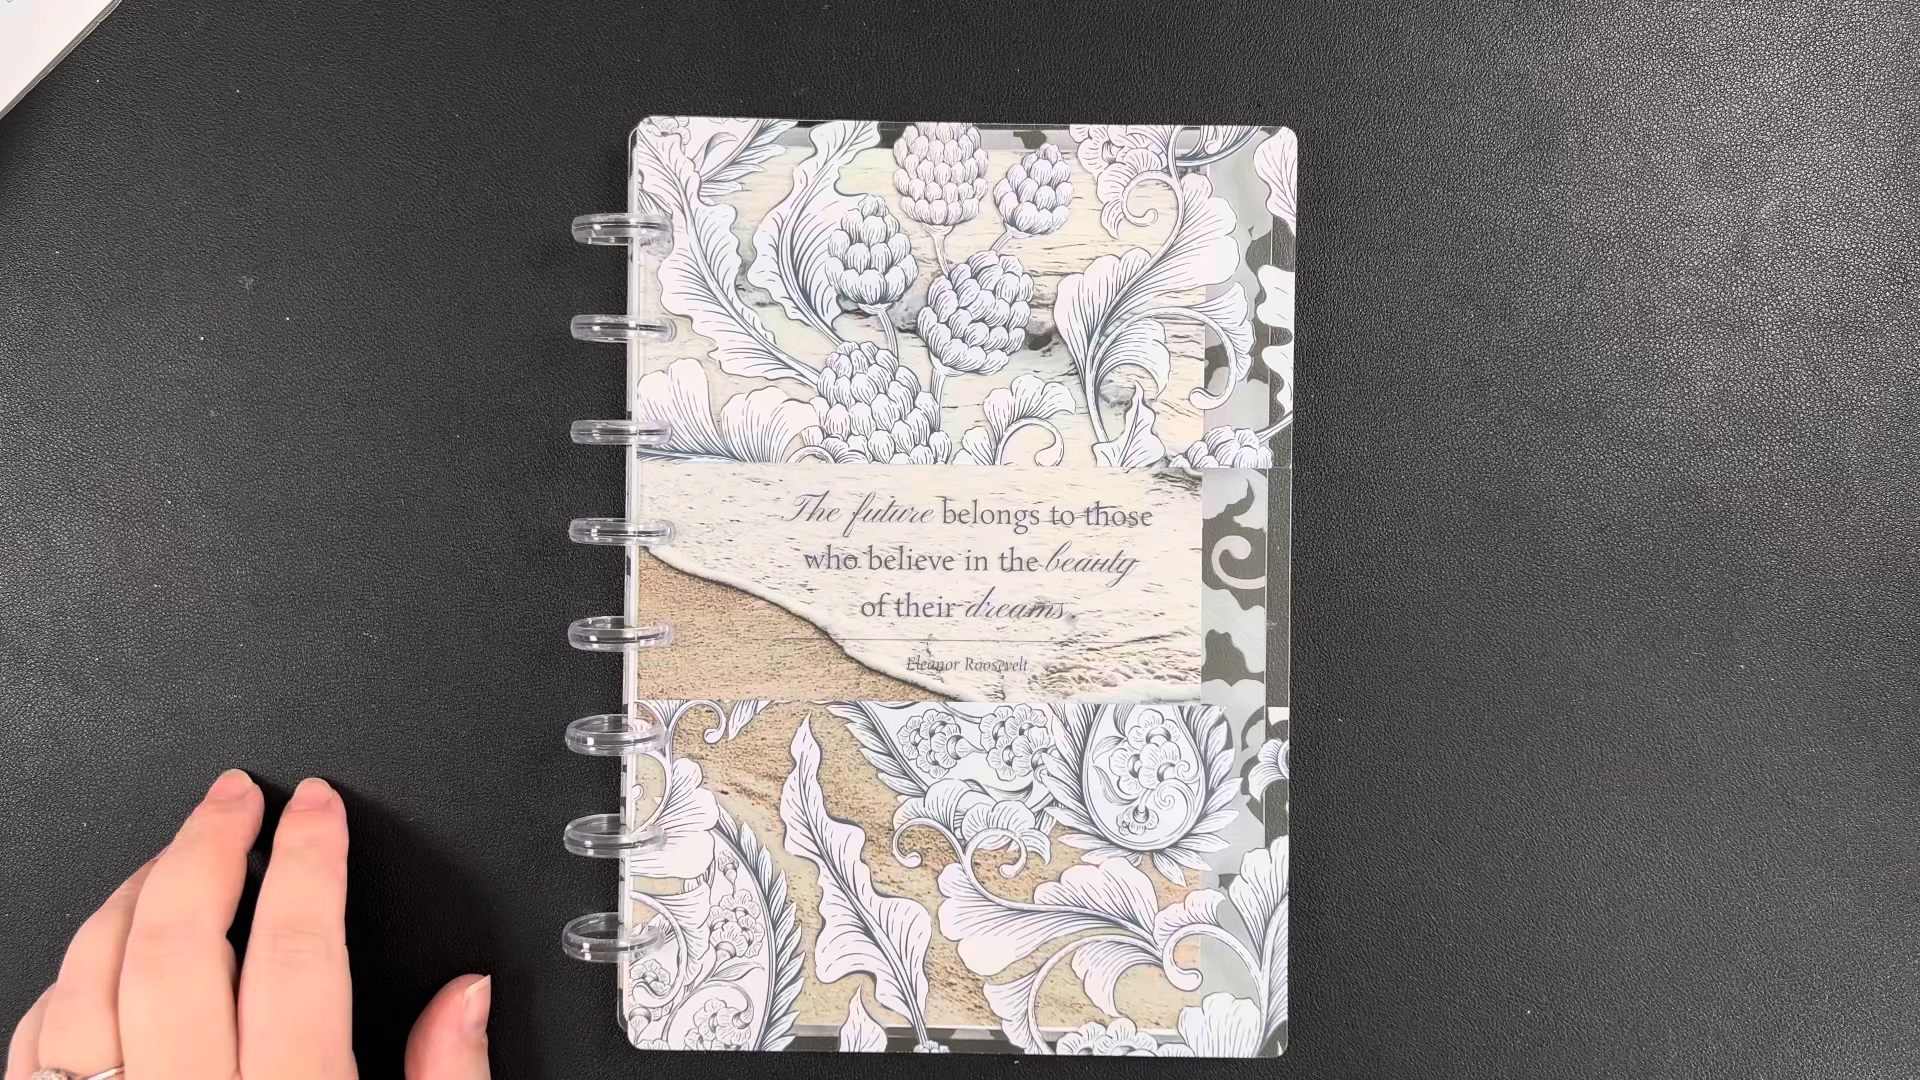 The future belongs to those
who believe in the beauty
of their dreams.
Eleanor Roosevelt